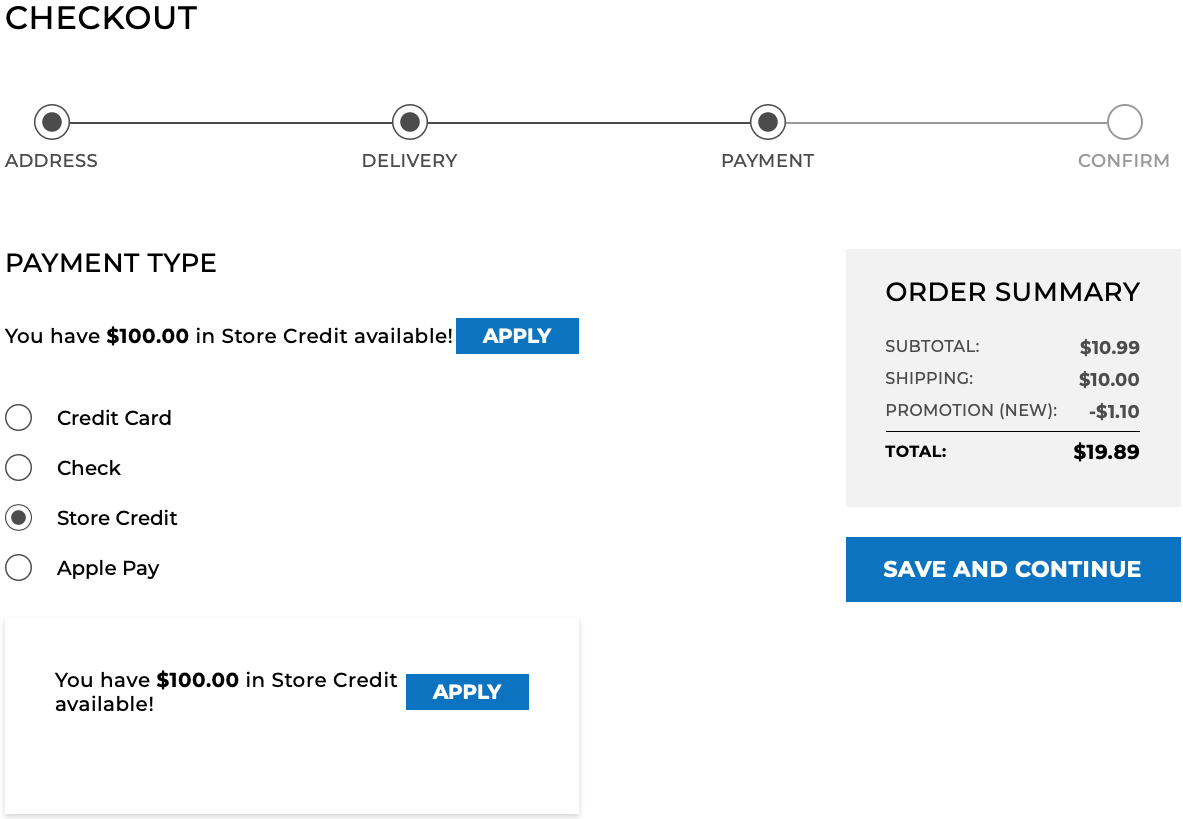 CHECKOUT
ADDRESS
DELIVERY
PAYMENT
CONFIRM
PAYMENT TYPE
You have $100.00 in Store Credit available! APPLY
Credit Card
Check
Store Credit
Apple Pay
You have $100.00 in Store Credit
available!
APPLY
ORDER SUMMARY
SUBTOTAL: $10.99
SHIPPING: $10.00
PROMOTION (NEW): -$1.10
TOTAL: $19.89
SAVE AND CONTINUE